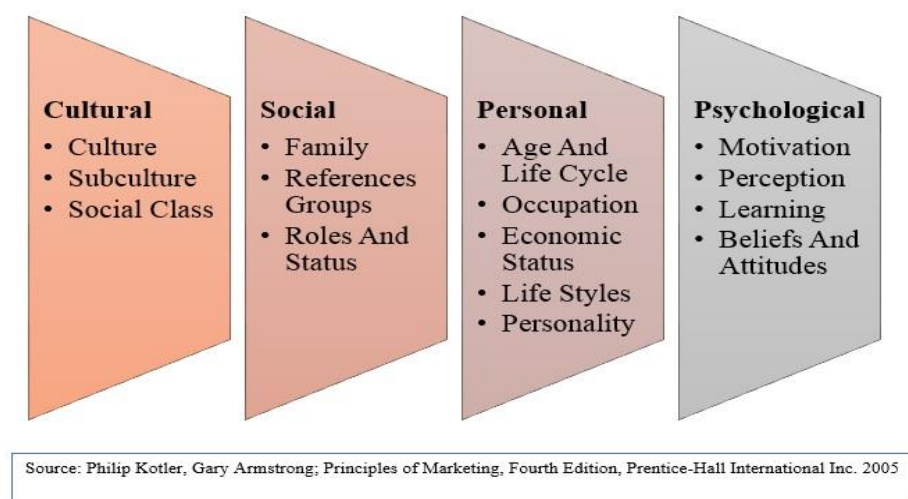 Cultural
• Culture
• Subculture
• Social Class
Social
• Family
• References
Groups
• Roles And
Status
Personal
• Age And
Life Cycle
• Occupation
• Economic
Status
• Life Styles
• Personality
Psychological
• Motivation
• Perception
• Learning
• Beliefs And
Attitudes
Source: Philip Kotler, Gary Armstrong; Principles of Marketing, Fourth Edition, Prentice-Hall International Inc. 2005